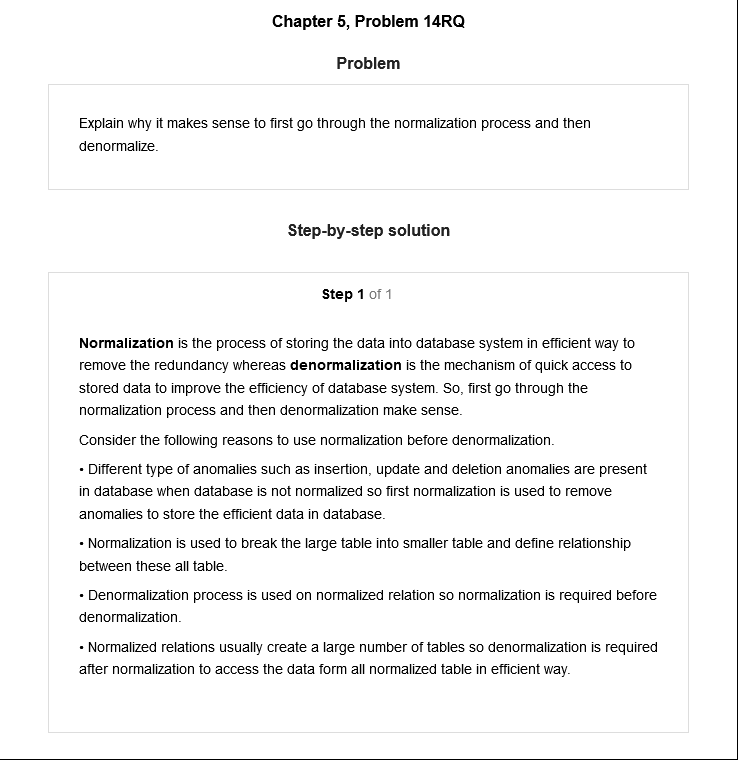 Chapter 5, Problem 14RQ
Problem
Explain why it makes sense to first go through the normalization process and then
denormalize.
Step-by-step solution
Step 1 of 1
Normalization is the process of storing the data into database system in efficient way to
remove the redundancy whereas denormalization is the mechanism of quick access to
stored data to improve the efficiency of database system. So, first go through the
normalization process and then denormalization make sense.
Consider the following reasons to use normalization before denormalization.
• Different type of anomalies such as insertion, update and deletion anomalies are present
in database when database is not normalized so first normalization is used to remove
anomalies to store the efficient data in database.
• Normalization is used to break the large table into smaller table and define relationship
between these all table.
• Denormalization process is used on normalized relation so normalization is required before
denormalization.
• Normalized relations usually create a large number of tables so denormalization is required
after normalization to access the data form all normalized table in efficient way.